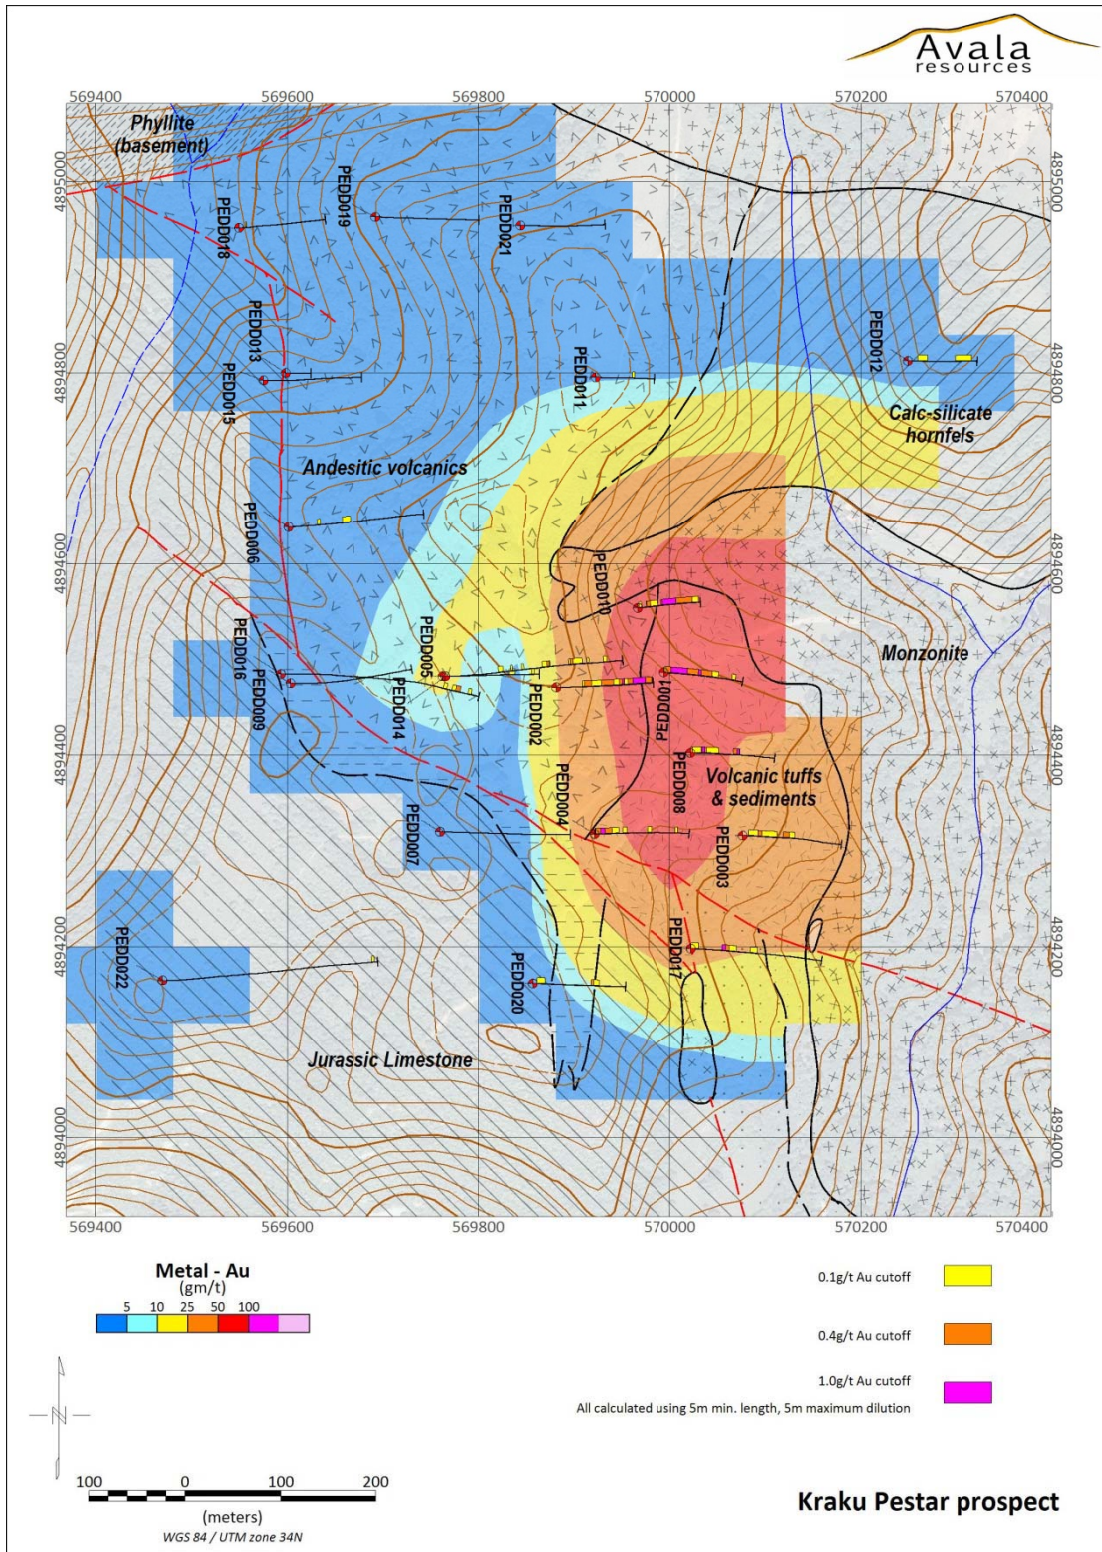 Avala
resources
569400
569600
569800
570000
570200
570400
Phyllite
(basement)
4895000
4895000
PEDD018
PEDD019
PEDD021
PEDD013
PEDD015
PEDD011
PEDD012
4894800
4894800
Calc-silicate
hornfels
Andesitic volcanics
PEDD006
4894600
4894600
PEDD010
PEDD016
PEDD009
PEDD005
PEDD014
PEDD002
PEDD001
Monzonite
4894400
4894400
PEDD008
Volcanic tuffs
& sediments
PEDD004
PEDD007
PEDD003
4894200
4894200
PEDD022
PEDD020
PEDD017
Jurassic Limestone
4894000
4894000
569400
569600
569800
570000
570200
570400
Metal - Au
(gm/t)
5 10 25 50 100
0.1g/t Au cutoff
0.4g/t Au cutoff
1.0g/t Au cutoff
All calculated using 5m min. length, 5m maximum dilution
N
100 0 100 200
(meters)
WGS 84 / UTM zone 34N
Kraku Pestar prospect